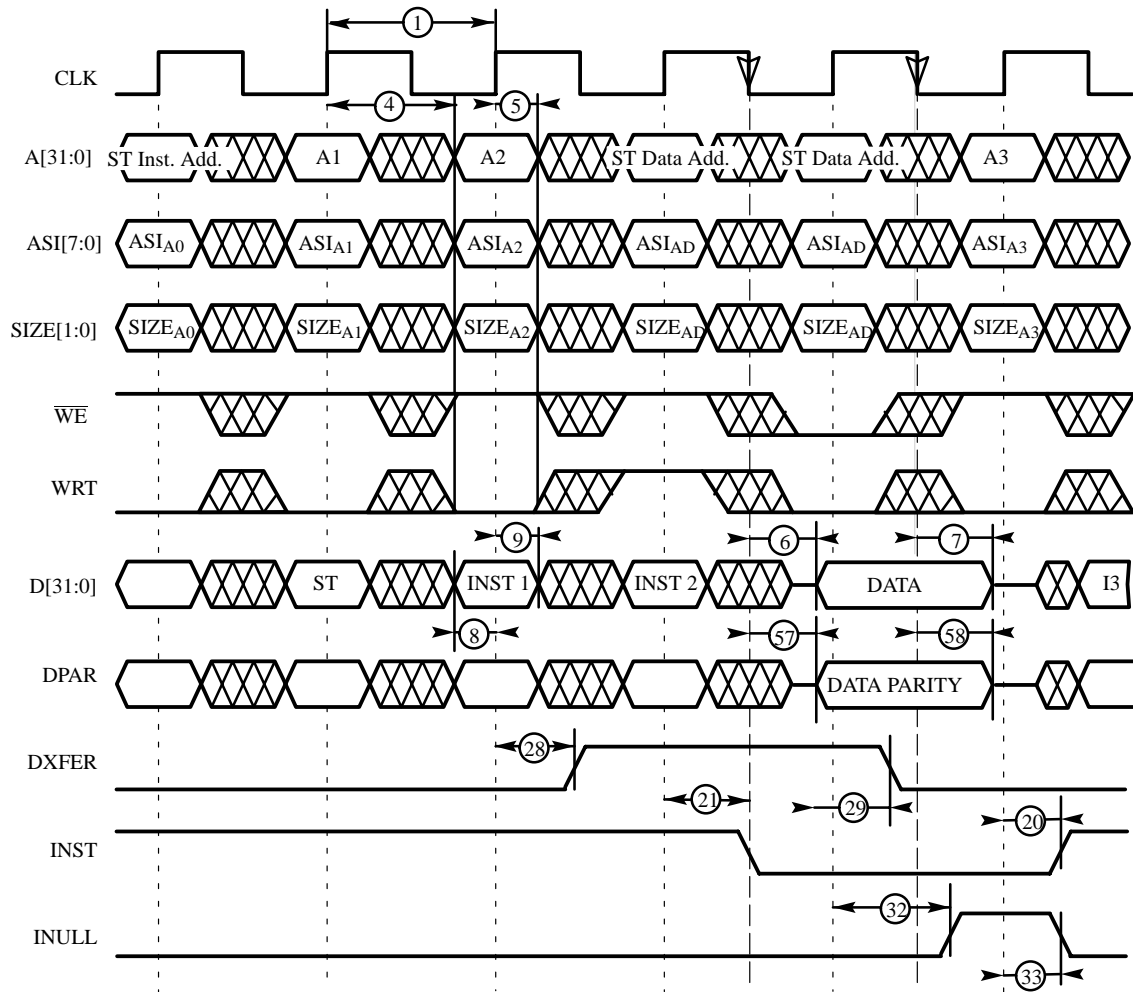 1
CLK
4
5
A[31:0]
ST Inst. Add.
A1
A2
ST Data Add.
ST Data Add.
A3
ASI[7:0]
ASIA0
ASIA1
ASIA2
ASIAD
ASIAD
ASIA3
SIZE[1:0]
SIZEA0
SIZEA1
SIZEA2
SIZEAD
SIZEAD
SIZEA3
WE
WRT
9
6
7
D[31:0]
ST
INST 1
INST 2
DATA
I3
8
57
58
DPAR
DATA PARITY
28
DXFER
21
29
20
INST
32
INULL
33